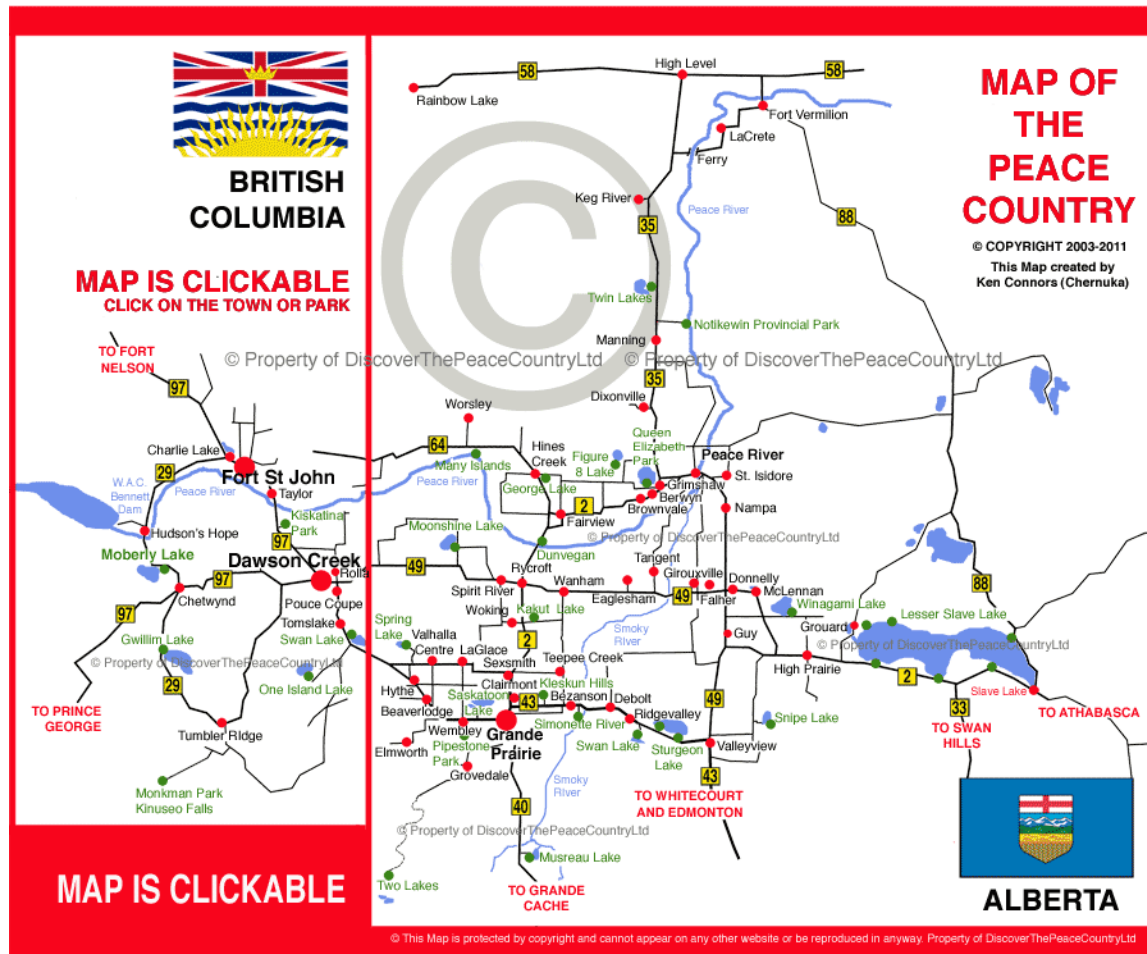 BRITISH
COLUMBIA
MAP IS CLICKABLE
CLICK ON THE TOWN OR PARK
MAP OF
THE
PEACE
COUNTRY
© COPYRIGHT 2003-2011
This Map created by
Ken Connors (Chernuka)
58
High Level
58
Rainbow Lake
Fort Vermilion
LaCrete
Ferry
Keg River
35
Peace River
88
Twin Lakes
Notikewin Provincial Park
Manning
© Property of DiscoverThePeaceCountryLtd
© Property of DiscoverThePeaceCountryLtd
TO FORT
NELSON
97
35
Dixonville
Worsley
64
Hines
Creek
Queen
Elizabeth
Park
Figure
8 Lake
Peace River
Charlie Lake
29
Fort St John
Many Islands
Peace River
George Lake
St. Isidore
Grimshaw
Berwyn
Brownvale
W.A.C.
Bennett
Dam
Peace River
Taylor
2
Fairview
Nampa
Kiskatina
Park
Hudson's Hope
97
Moonshine Lake
© Property of DiscoverThePeaceCountryLtd
Dunvegan
Moberly Lake
Dawson Creek
Rolla
49
Rycroft
Tangent
Girouxville
Donnelly
McLennan
97
Chetwynd
Pouce Coupe
Spirit River
Wanham
Eaglesham
49
Falher
88
97
Tomslake
Woking
Kakut Lake
Winagami Lake
Lesser Slave Lake
Gwillim Lake
Swan Lake
Spring
Lake
Valhalla
Centre
LaGlace
2
Smoky
River
Guy
Grouard
© Property of DiscoverThePeaceCountryLtd
© Property of DiscoverThePeaceCountryLtd
Sexsmith
Teepee Creek
High Prairie
29
One Island Lake
Hythe
Clairmont
Kleskun Hills
2
Slave Lake
Saskatoon
Lake
43
Bezanson
Debolt
49
33
TO PRINCE
GEORGE
Beaverlodge
Wembley
Simonette River
Ridgevalley
Snipe Lake
TO ATHABASCA
Tumbler RIdge
Grande
Prairie
Swan Lake
Sturgeon
Lake
Valleyview
TO SWAN
HILLS
Elmworth
Pipestone
Park
Grovedale
43
Monkman Park
Kinuseo Falls
Smoky
River
TO WHITECOURT
AND EDMONTON
40
© Property of DiscoverThePeaceCountryLtd
Musreau Lake
Two Lakes
TO GRANDE
CACHE
ALBERTA
MAP IS CLICKABLE
© This Map is protected by copyright and cannot appear on any other website or be reproduced in anyway. Property of DiscoverThePeaceCountryLtd